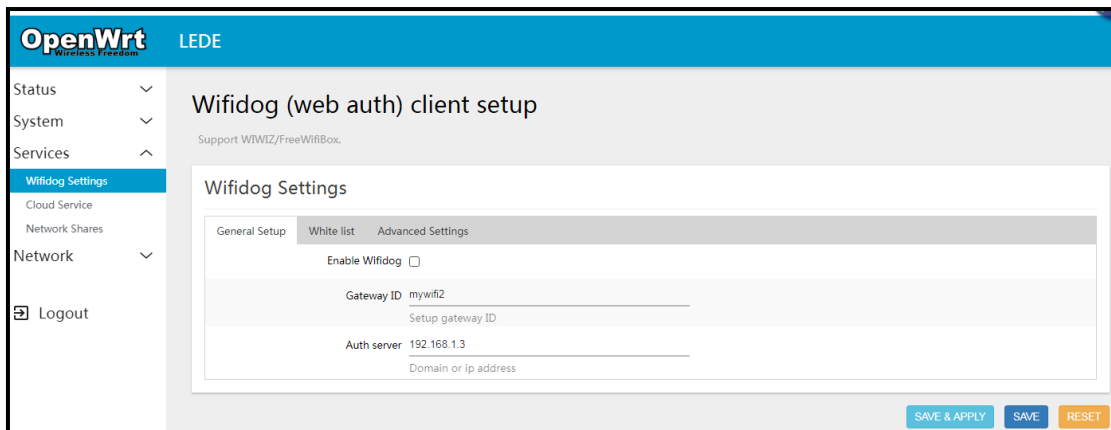 OpenWrt
Wireless Freedom
LEDE
Status
System
Services
Wifidog Settings
Cloud Service
Network Shares
Network
Logout
Wifidog (web auth) client setup
Support WIWIZ/FreeWifiBox.
Wifidog Settings
General Setup White list Advanced Settings
Enable Wifidog
Gateway ID mywifi2
Setup gateway ID
Auth server 192.168.1.3
Domain or ip address
SAVE & APPLY SAVE RESET